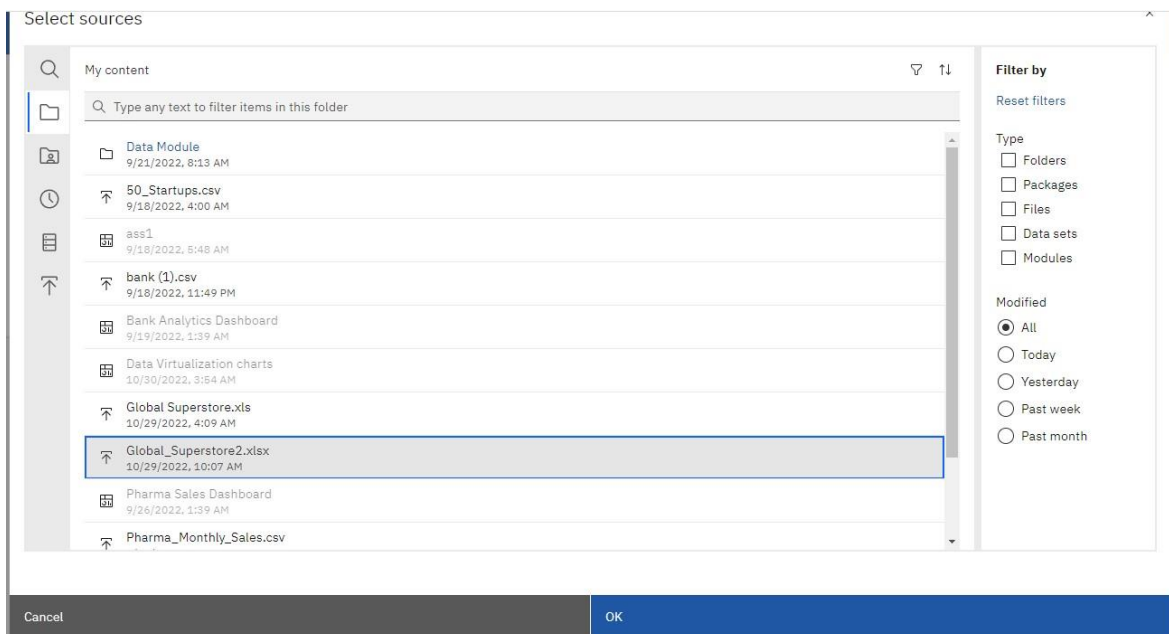 Select sources
My content
Type any text to filter items in this folder
Data Module
9/21/2022, 8:13 AM
50_Startups.csv
9/18/2022, 4:00 AM
ass1
9/18/2022, 5:48 AM
bank (1).csv
9/18/2022, 11:49 PM
Bank Analytics Dashboard
9/19/2022, 1:39 AM
Data Virtualization charts
10/30/2022, 3:54 AM
Global Superstore.xls
10/29/2022, 4:09 AM
Global_Superstore2.xlsx
10/29/2022, 10:07 AM
Pharma Sales Dashboard
9/26/2022, 1:39 AM
Pharma_Monthly_Sales.csv
Filter by
Reset filters
Type
Folders
Packages
Files
Data sets
Modules
Modified
All
Today
Yesterday
Past week
Past month
Cancel
OK